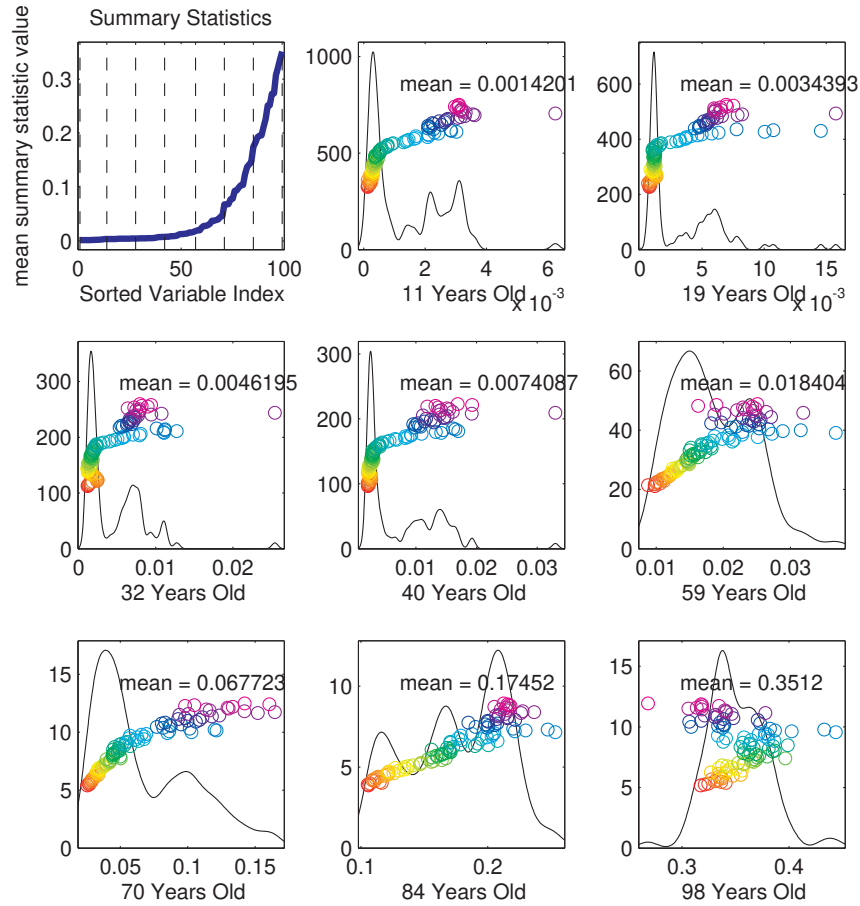 Summary Statistics
mean summary statistic value
0.3
0.2
0.1
0
0 50 100
Sorted Variable Index
mean = 0.0014201
1000
500
0
0 2 4 6
11 Years Old
x 10⁻³
mean = 0.0034393
600
400
200
0
0 5 10 15
19 Years Old
x 10⁻³
mean = 0.0046195
300
200
100
0
0 0.01 0.02
32 Years Old
mean = 0.0074087
300
200
100
0
0.01 0.02 0.03
40 Years Old
mean = 0.018404
60
40
20
0
0.01 0.02 0.03
59 Years Old
mean = 0.067723
15
10
5
0
0.05 0.1 0.15
70 Years Old
mean = 0.17452
10
5
0
0.1 0.2
84 Years Old
mean = 0.3512
15
10
5
0
0.3 0.4
98 Years Old